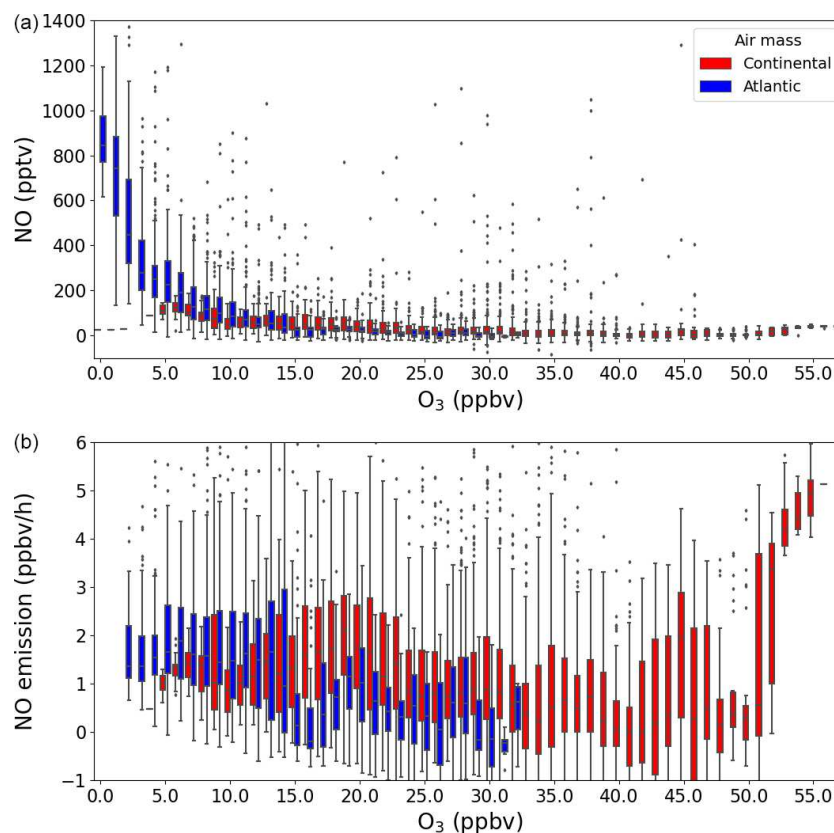 (a)
1400
1200
1000
800
600
400
200
0
NO (pptv)
Air mass
Continental
Atlantic
0.0 5.0 10.0 15.0 20.0 25.0 30.0 35.0 40.0 45.0 50.0 55.0
O₃ (ppbv)
(b)
6
5
4
3
2
1
0
−1
NO emission (ppbv/h)
0.0 5.0 10.0 15.0 20.0 25.0 30.0 35.0 40.0 45.0 50.0 55.0
O₃ (ppbv)